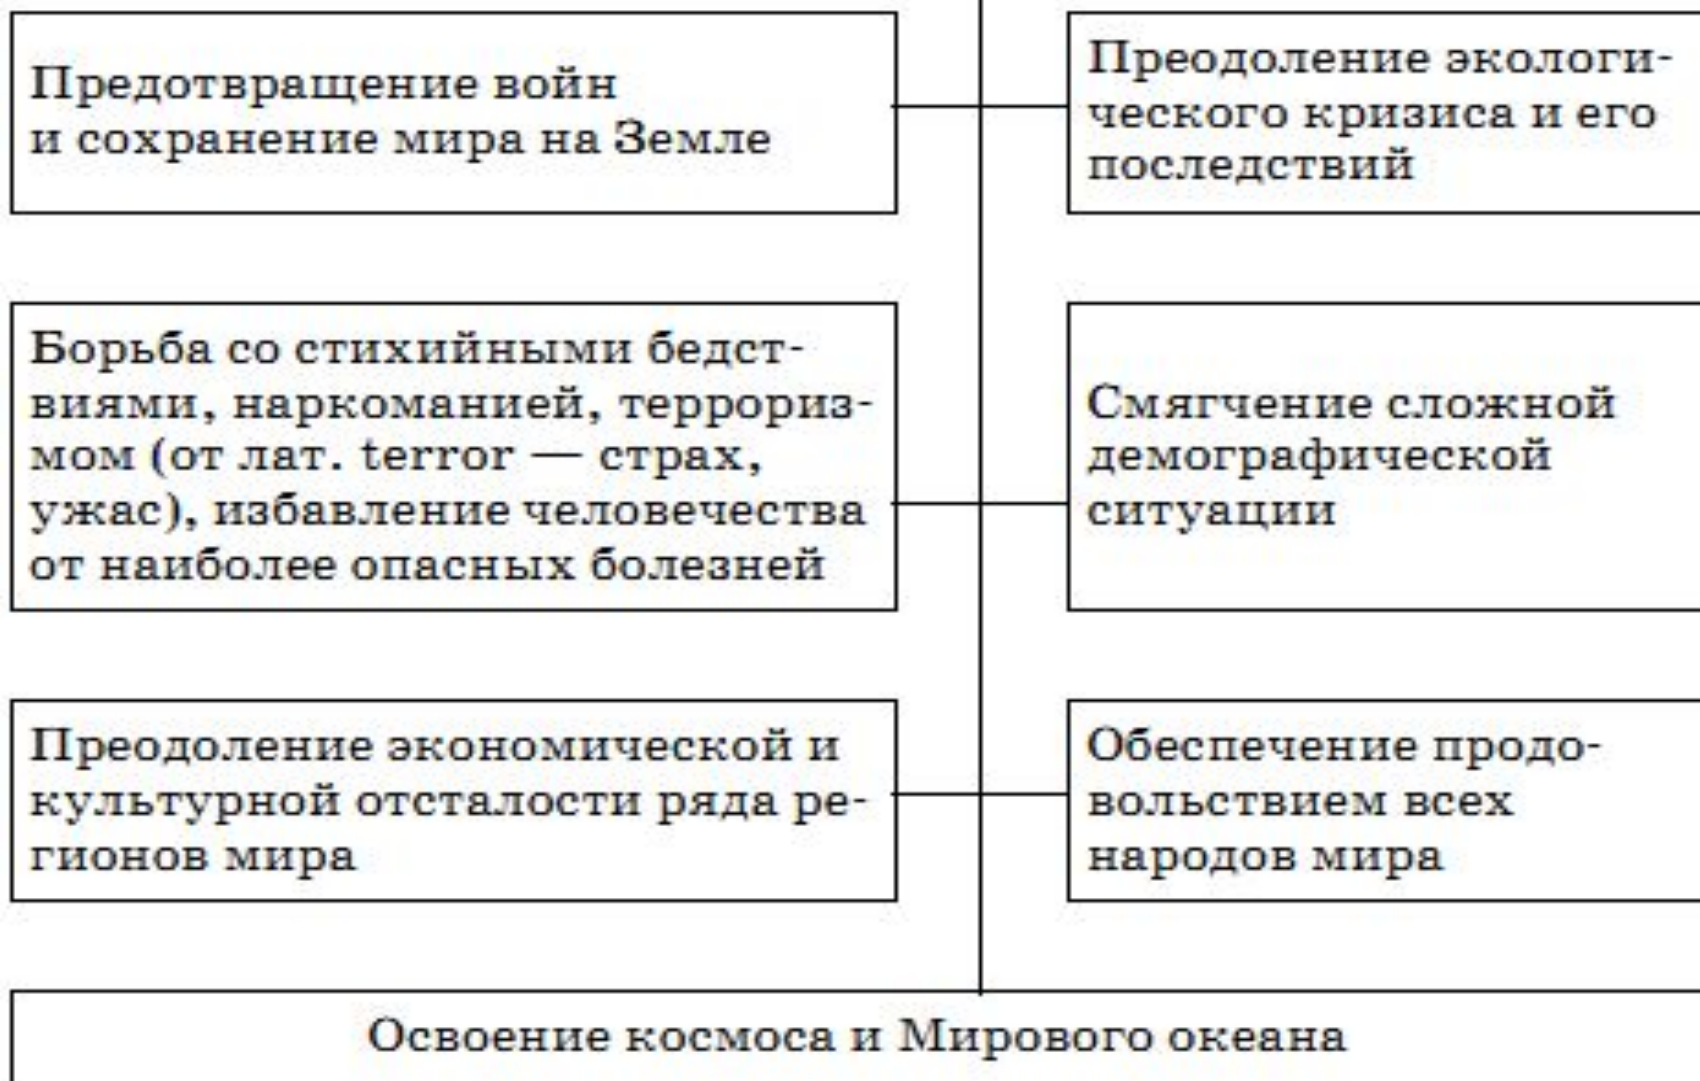 Предотвращение войн
и сохранение мира на Земле
Преодоление экологи-
ческого кризиса и его
последствий
Борьба со стихийными бедст-
виями, наркоманией, террориз-
мом (от лат. terror — страх,
ужас), избавление человечества
от наиболее опасных болезней
Смягчение сложной
демографической
ситуации
Преодоление экономической и
культурной отсталости ряда ре-
гионов мира
Обеспечение продо-
вольствием всех
народов мира
Освоение космоса и Мирового океана